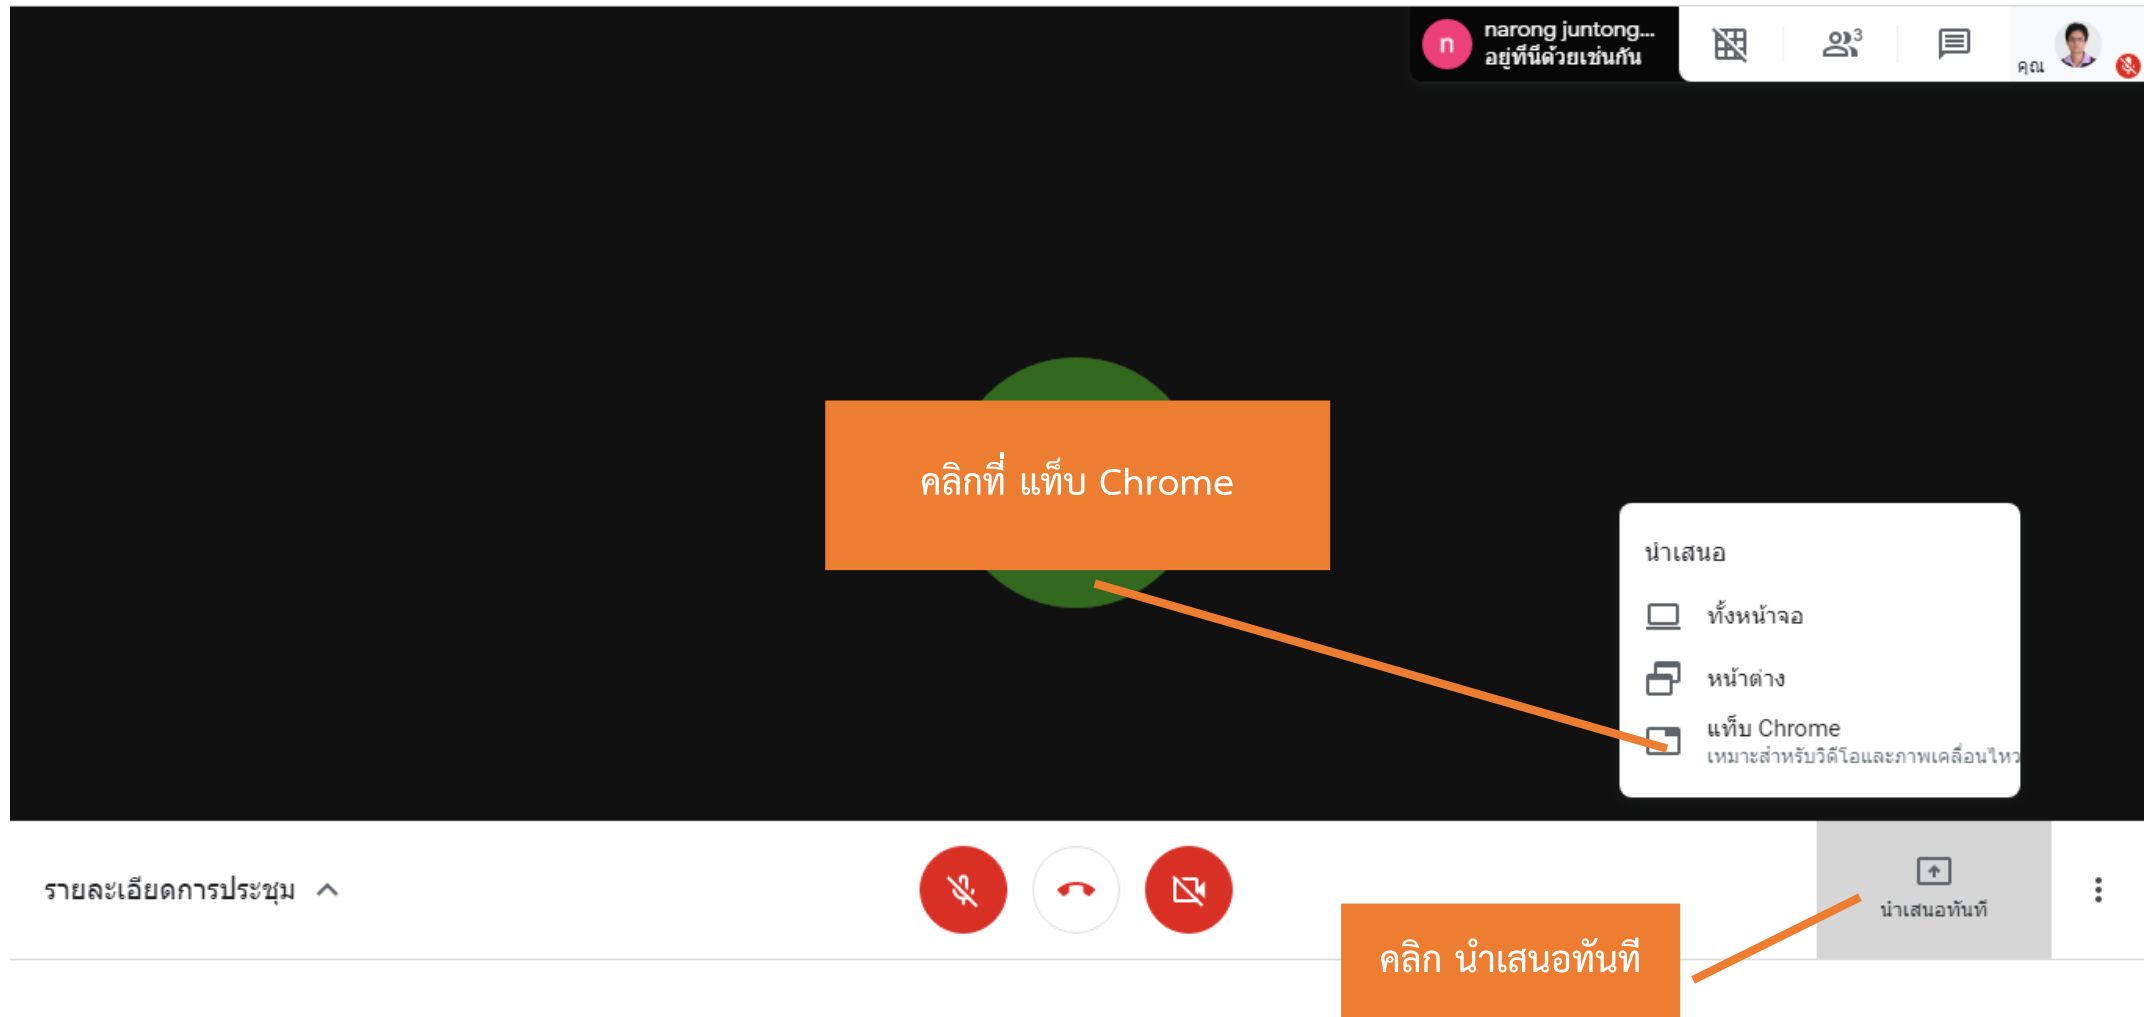 narong juntong...
อยู่ที่นี่ด้วยเช่นกัน
3
คุณ
n
คลิกที่ แท็บ Chrome
นำเสนอ
ทั้งหน้าจอ
หน้าต่าง
แท็บ Chrome
เหมาะสำหรับวิดีโอและภาพเคลื่อนไหว
รายละเอียดการประชุม
นำเสนอทันที
คลิก นำเสนอทันที